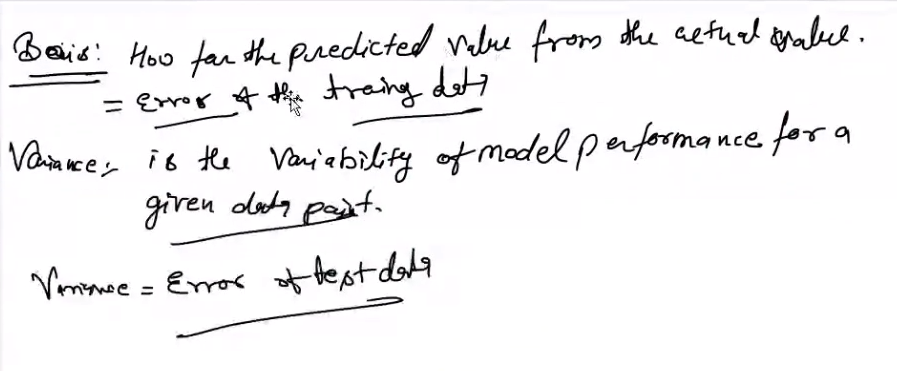 Bais: How far the predicted value from the actual value.
= Error of the traing data
Variance:- is the Variability of model performance for a
given data point.
Variance = Error of test data